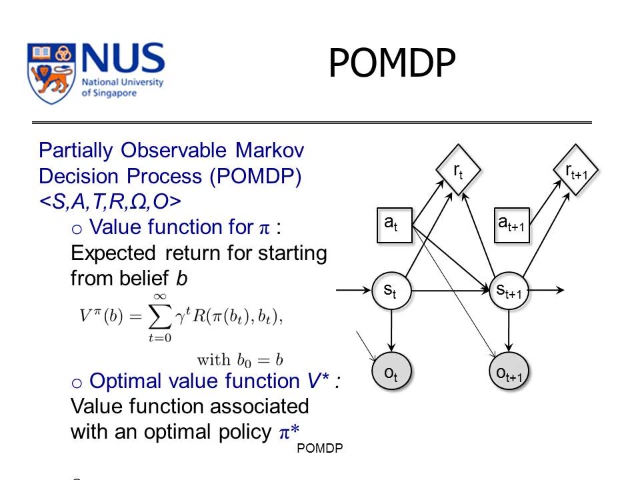 NUS
National University
of Singapore
POMDP
Partially Observable Markov
Decision Process (POMDP)
<S,A,T,R,Ω,O>
o Value function for π :
Expected return for starting
from belief b
V^π(b) = ∑_{t=0}^{∞} γ^t R(π(b_t), b_t),
with b_0 = b
o Optimal value function V* :
Value function associated
with an optimal policy π*
r_t r_{t+1}
a_t a_{t+1}
s_t s_{t+1}
o_t o_{t+1}
POMDP